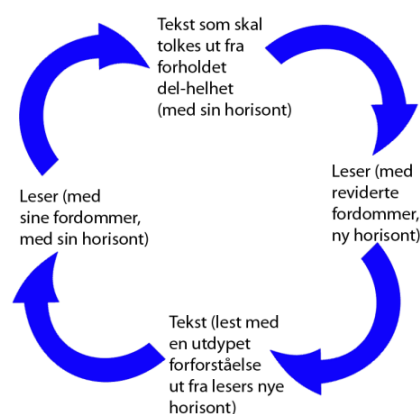 Tekst som skal
tolkes ut fra
forholdet
del-helhet
(med sin horisont)
Leser (med
reviderte
fordommer,
ny horisont)
Tekst (lest med
en utdypet
forforståelse
ut fra lesers nye
horisont)
Leser (med
sine fordommer,
med sin horisont)